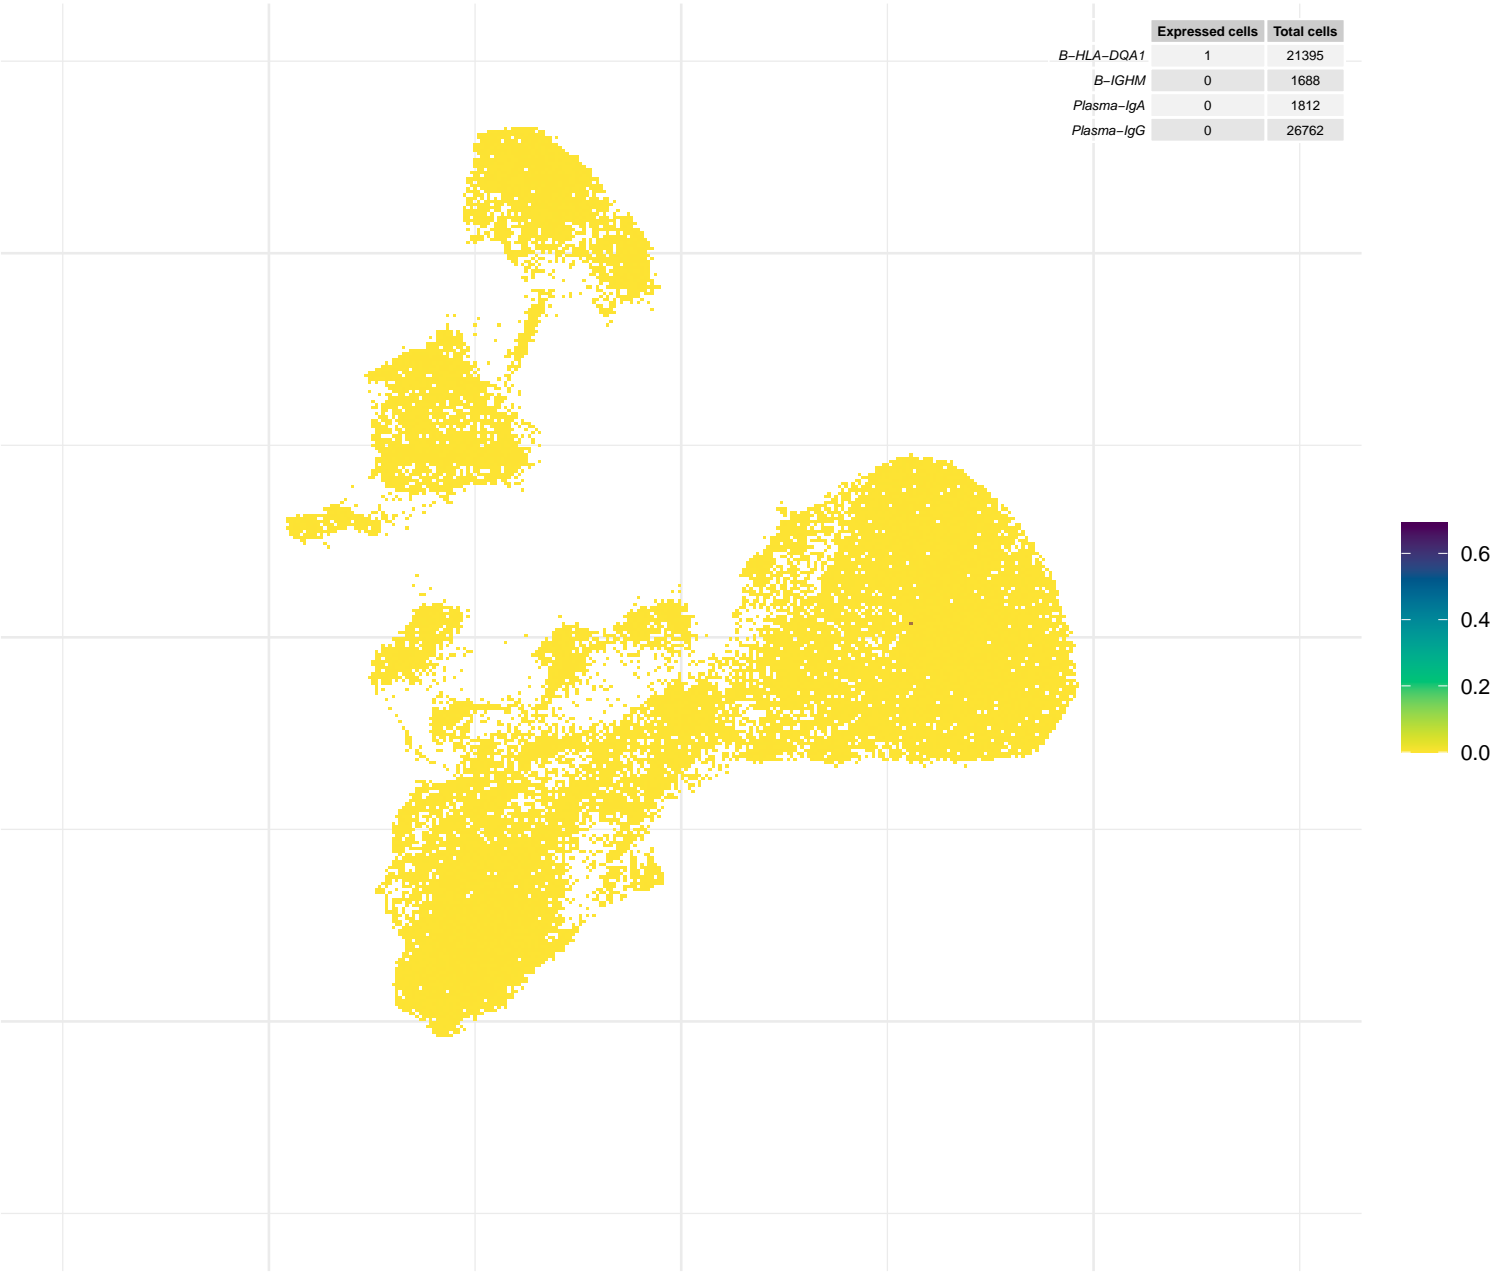 Expressed cells Total cells
B−HLA−DQA1 1 21395
B−IGHM 0 1688
Plasma−IgA 0 1812
Plasma−IgG 0 26762
0.6
0.4
0.2
0.0